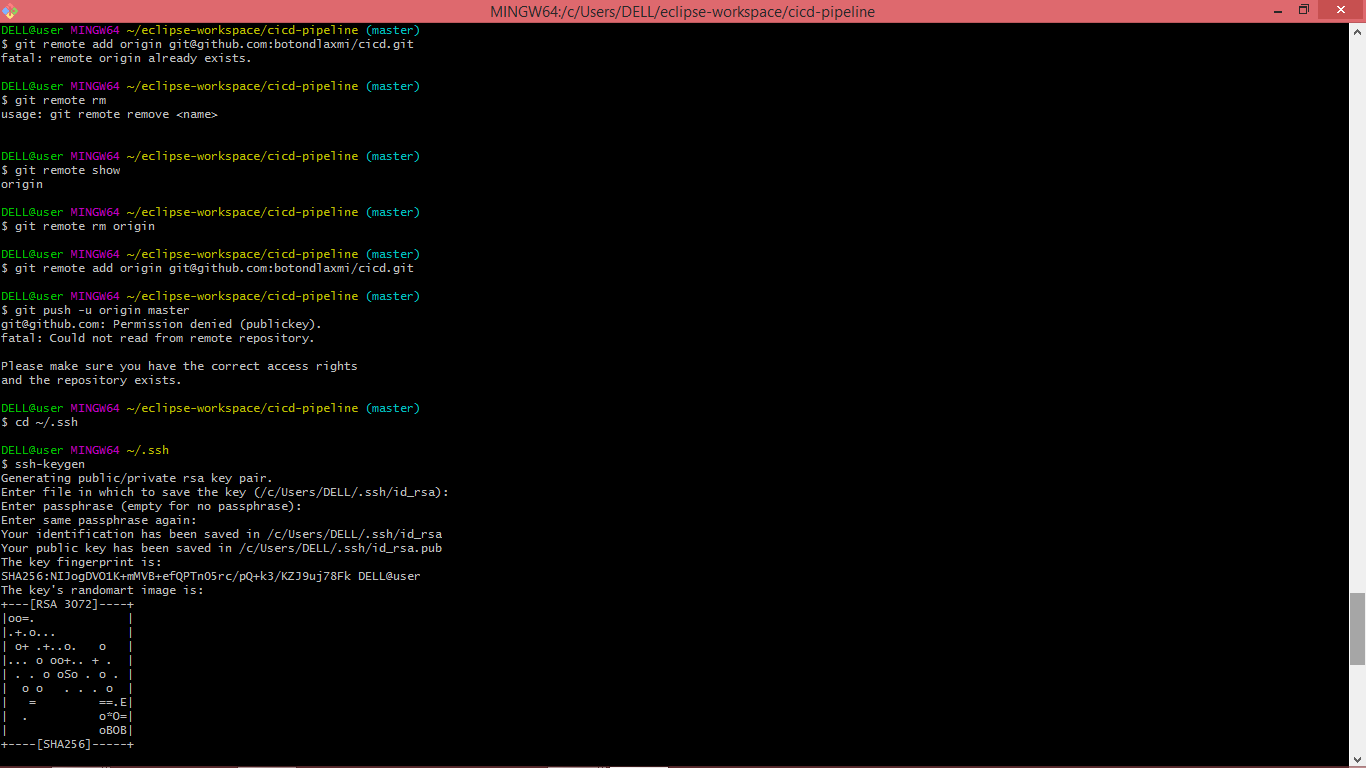 MINGW64:/c/Users/DELL/eclipse-workspace/cicd-pipeline
DELL@user MINGW64 ~/eclipse-workspace/cicd-pipeline (master)
$ git remote add origin git@github.com:botondlaxmi/cicd.git
fatal: remote origin already exists.
DELL@user MINGW64 ~/eclipse-workspace/cicd-pipeline (master)
$ git remote rm
usage: git remote remove <name>
DELL@user MINGW64 ~/eclipse-workspace/cicd-pipeline (master)
$ git remote show
origin
DELL@user MINGW64 ~/eclipse-workspace/cicd-pipeline (master)
$ git remote rm origin
DELL@user MINGW64 ~/eclipse-workspace/cicd-pipeline (master)
$ git remote add origin git@github.com:botondlaxmi/cicd.git
DELL@user MINGW64 ~/eclipse-workspace/cicd-pipeline (master)
$ git push -u origin master
git@github.com: Permission denied (publickey).
fatal: Could not read from remote repository.
Please make sure you have the correct access rights
and the repository exists.
DELL@user MINGW64 ~/eclipse-workspace/cicd-pipeline (master)
$ cd ~/.ssh
DELL@user MINGW64 ~/.ssh
$ ssh-keygen
Generating public/private rsa key pair.
Enter file in which to save the key (/c/Users/DELL/.ssh/id_rsa):
Enter passphrase (empty for no passphrase):
Enter same passphrase again:
Your identification has been saved in /c/Users/DELL/.ssh/id_rsa
Your public key has been saved in /c/Users/DELL/.ssh/id_rsa.pub
The key fingerprint is:
SHA256:NIJogDVO1K+mMVB+efQPTnO5rc/pQ+k3/KZJ9uj78Fk DELL@user
The key's randomart image is:
+---[RSA 3072]----+
|oo=.             |
|.+.o...          |
| o+ .+..o.   o   |
|... o oo+.. + .  |
| . . o oSo . o . |
|  o o   . . . o  |
|   =         ==.E|
|  .          o*O=|
|             oBOB|
+----[SHA256]-----+